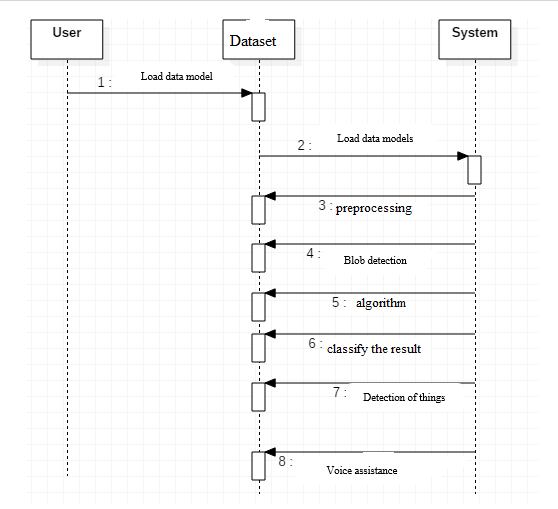 User
Dataset
System
1 :
Load data model
2 :
Load data models
3 : preprocessing
4 :
Blob detection
5 : algorithm
6 : classify the result
7 :
Detection of things
8 :
Voice assistance